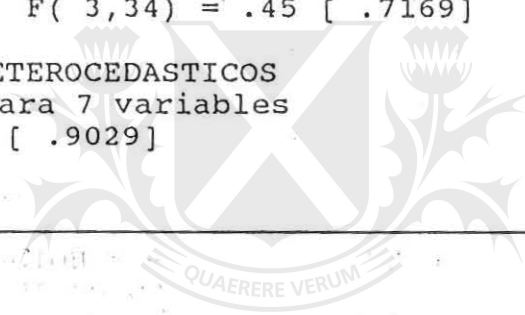 F( 3,34) = .45 [ .7169]
ETEROCEDASTICOS
ara 7 variables
[ .9029]
QUAERERE VERUM